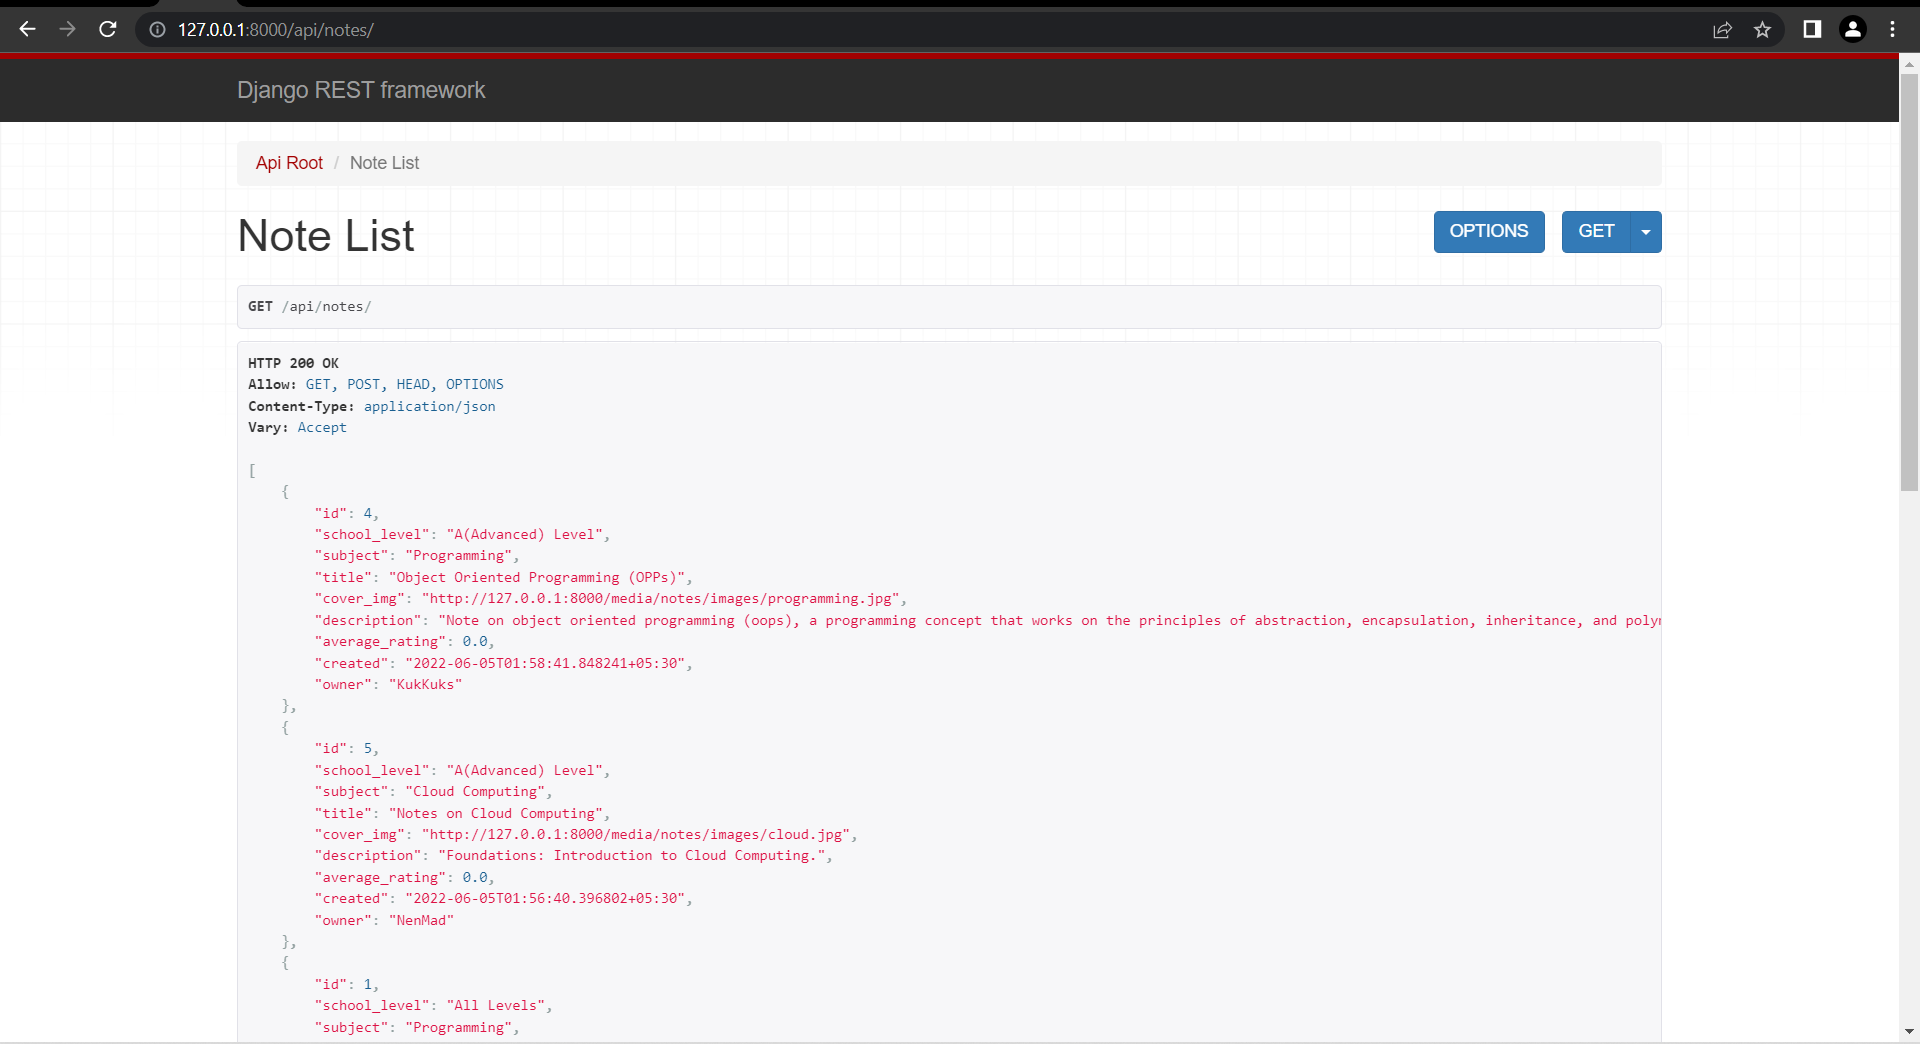 127.0.0.1:8000/api/notes/
Django REST framework
Api Root / Note List
Note List
OPTIONS
GET
GET /api/notes/
HTTP 200 OK
Allow: GET, POST, HEAD, OPTIONS
Content-Type: application/json
Vary: Accept
[
{
"id": 4,
"school_level": "A(Advanced) Level",
"subject": "Programming",
"title": "Object Oriented Programming (OPPs)",
"cover_img": "http://127.0.0.1:8000/media/notes/images/programming.jpg",
"description": "Note on object oriented programming (oops), a programming concept that works on the principles of abstraction, encapsulation, inheritance, and
"average_rating": 0.0,
"created": "2022-06-05T01:58:41.848241+05:30",
"owner": "KukKuks"
},
{
"id": 5,
"school_level": "A(Advanced) Level",
"subject": "Cloud Computing",
"title": "Notes on Cloud Computing",
"cover_img": "http://127.0.0.1:8000/media/notes/images/cloud.jpg",
"description": "Foundations: Introduction to Cloud Computing.",
"average_rating": 0.0,
"created": "2022-06-05T01:56:40.396802+05:30",
"owner": "NenMad"
},
{
"id": 1,
"school_level": "All Levels",
"subject": "Programming",